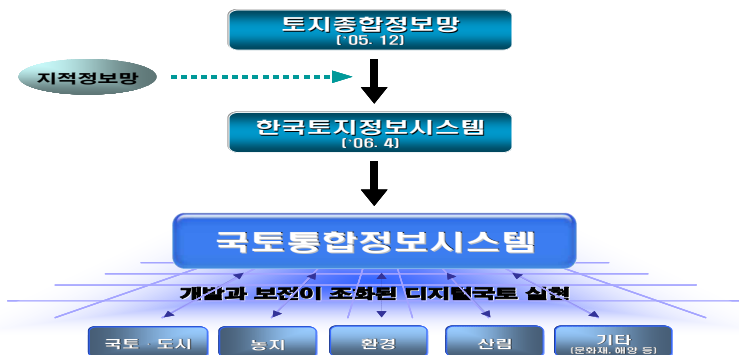 토지종합정보망
('05. 12)
지적정보망
한국토지정보시스템
('06. 4)
국토통합정보시스템
개발과 보전이 조화된 디지털국토 실현
국토·도시
농지
환경
산림
기타
(문화재, 해양 등)